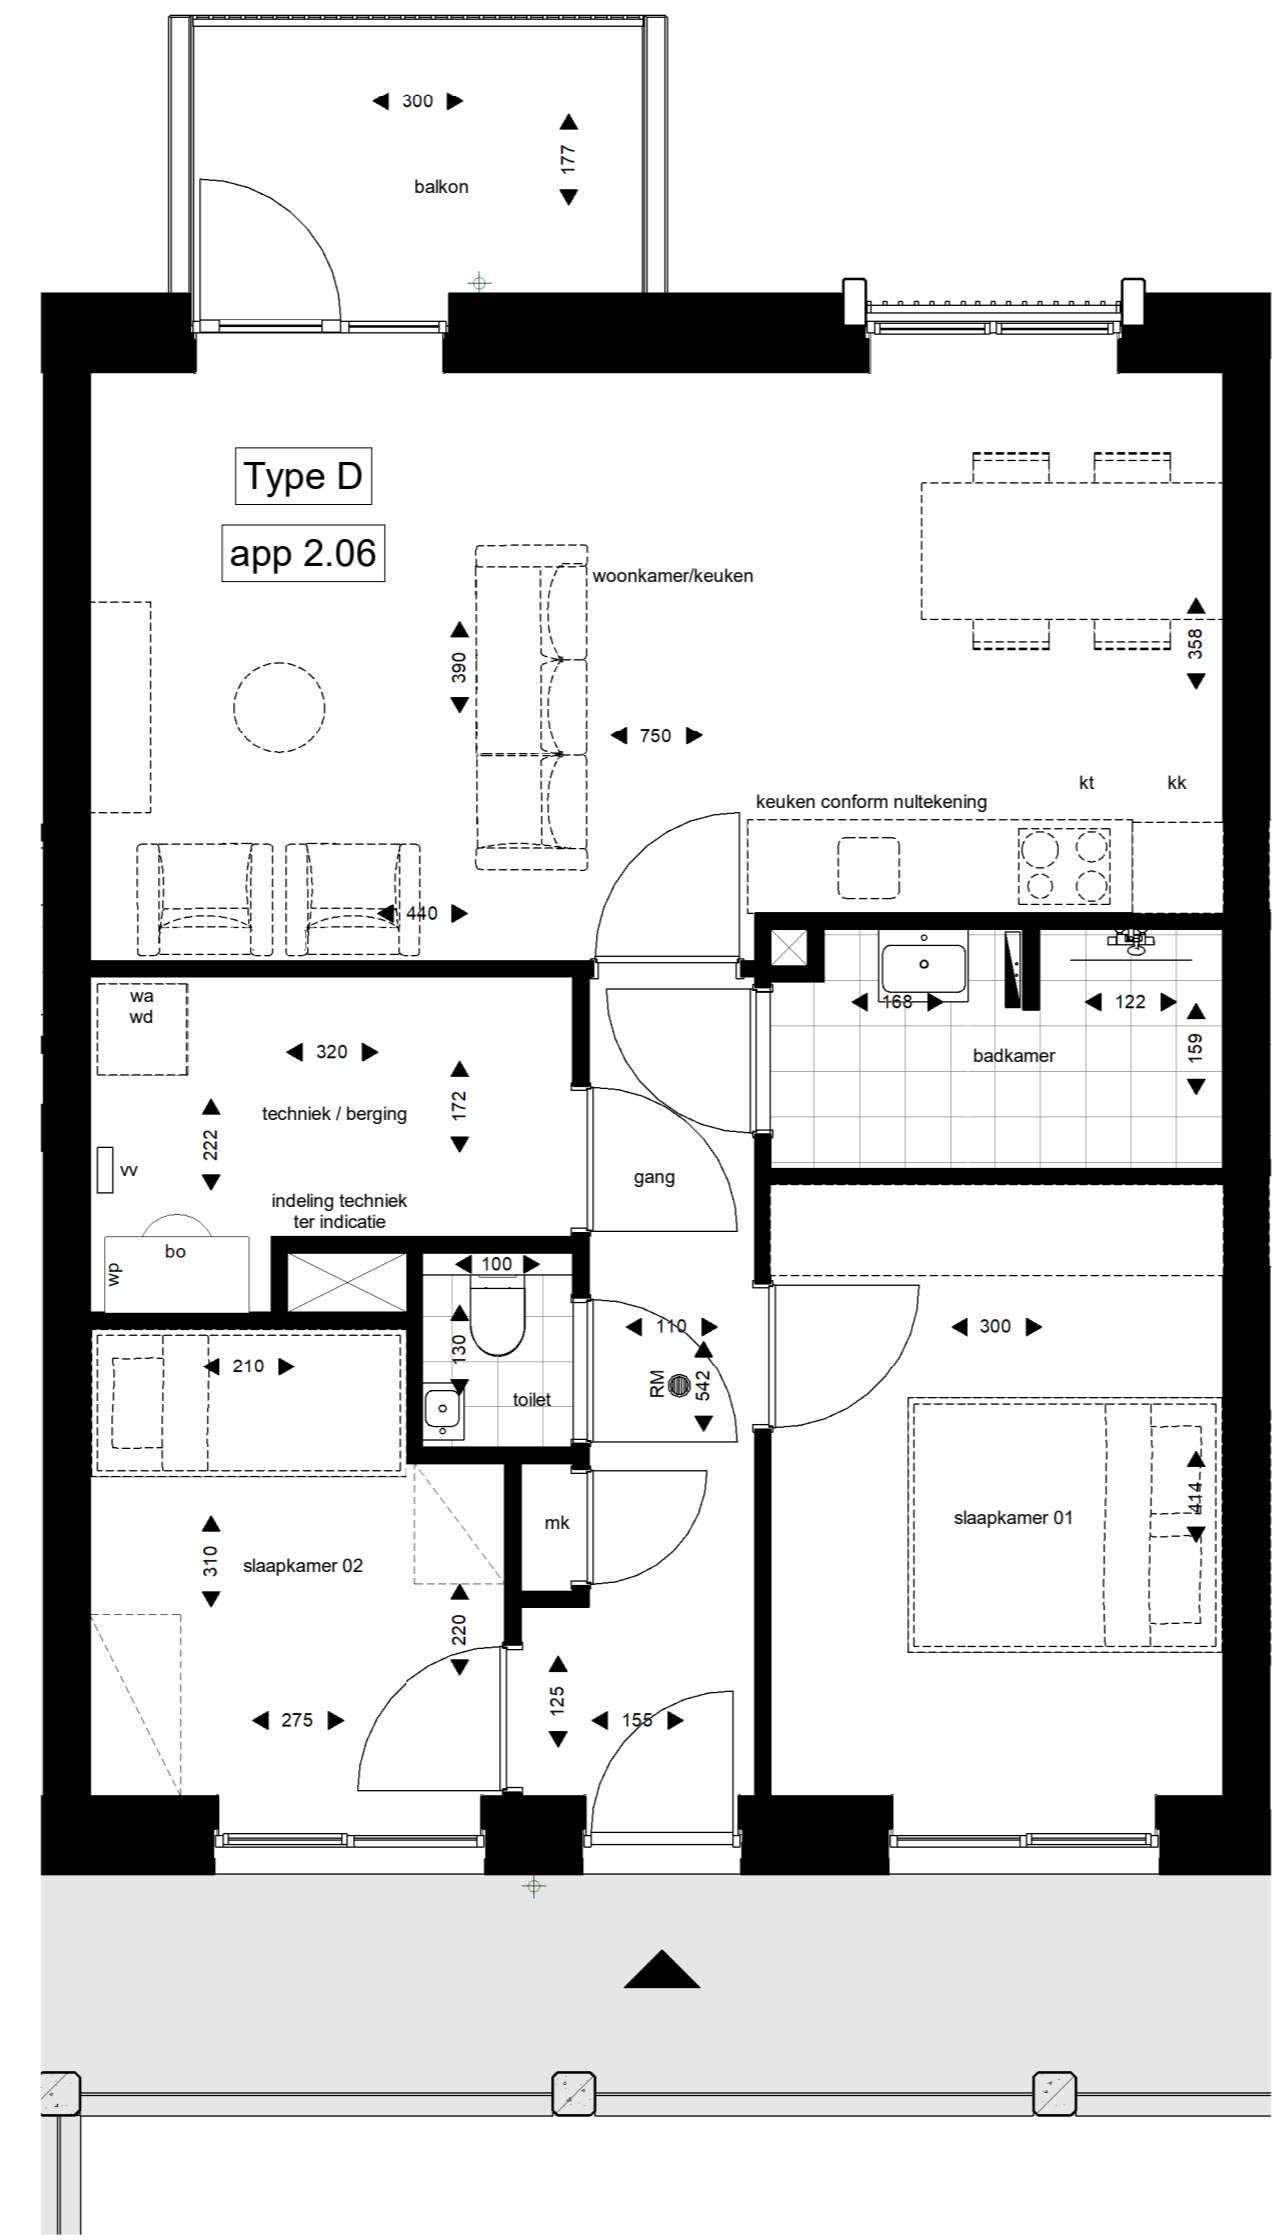 300
177
balkon
Type D
app 2.06
woonkamer/keuken
390
358
750
kt
kk
keuken conform nultekening
440
wa
wd
168
122
320
172
159
badkamer
techniek / berging
222
vv
gang
indeling techniek
ter indicatie
bo
wp
100
110
300
130
210
RM
542
toilet
414
mk
slaapkamer 01
310
slaapkamer 02
220
125
275
155